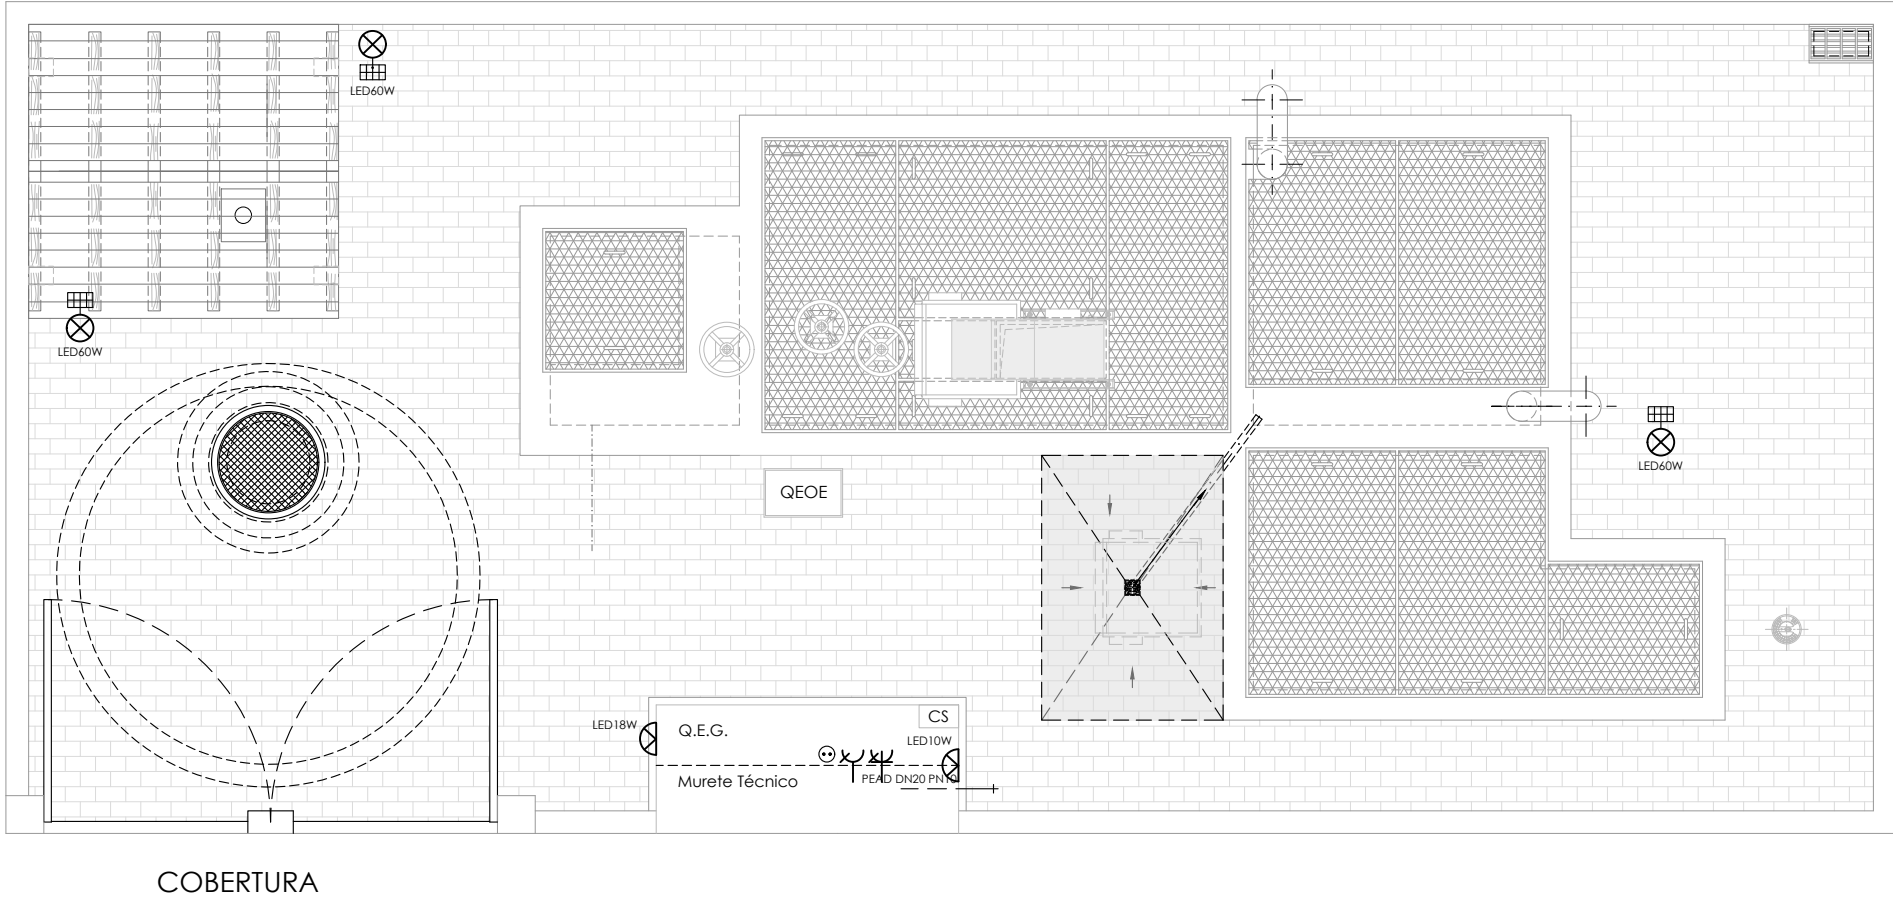 LED60W
LED60W
LED60W
QEOE
LED18W
Q.E.G.
CS
LED10W
Murete Técnico
PEAD DN20 PN10
COBERTURA